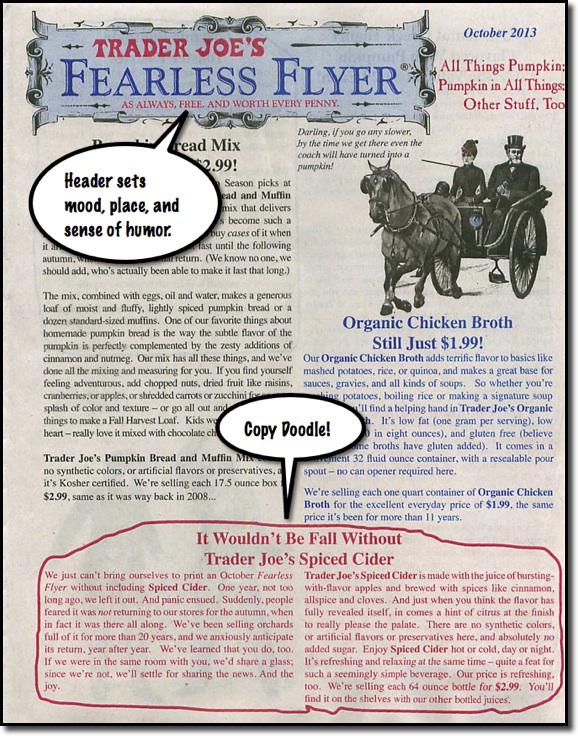 October 2013
TRADER JOE'S
FEARLESS FLYER®
AS ALWAYS, FREE. AND WORTH EVERY PENNY.
All Things Pumpkin;
Pumpkin in All Things;
Other Stuff, Too
Header sets
mood, place, and
sense of humor.
read Mix
$2.99!
Season picks at
ead and Muffin
mix that delivers
s become such a
buy cases of it when
it ar last until the following
autumn, return. (We know no one, we
should add, who's actually been able to make it last that long.)
The mix, combined with eggs, oil and water, makes a generous
loaf of moist and fluffy, lightly spiced pumpkin bread or a
dozen standard-sized muffins. One of our favorite things about
homemade pumpkin bread is the way the subtle flavor of the
pumpkin is perfectly complemented by the zesty additions of
cinnamon and nutmeg. Our mix has all these things, and we've
done all the mixing and measuring for you. If you find yourself
feeling adventurous, add chopped nuts, dried fruit like raisins,
cranberries, or apples, or shredded carrots or zucchini for
splash of color and texture – or go all out and
things to make a Fall Harvest Loaf. Kids
heart – really love it mixed with chocolate ch
Trader Joe's Pumpkin Bread and Muffin Mix
no synthetic colors, or artificial flavors or preservatives,
it's Kosher certified. We're selling each 17.5 ounce box
$2.99, same as it was way back in 2008...
Darling, if you go any slower,
by the time we get there even the
coach will have turned into a
pumpkin!
Organic Chicken Broth
Still Just $1.99!
Our Organic Chicken Broth adds terrific flavor to basics like
mashed potatoes, rice, or quinoa, and makes a great base for
sauces, gravies, and all kinds of soups. So whether you're
potatoes, boiling rice or making a signature soup
you'll find a helping hand in Trader Joe's Organic
th. It's low fat (one gram per serving), low
in eight ounces), and gluten free (believe
me broths have gluten added). It comes in a
nient 32 fluid ounce container, with a resealable pour
spout – no can opener required here.
We're selling each one quart container of Organic Chicken
Broth for the excellent everyday price of $1.99, the same
price it's been for more than 11 years.
Copy Doodle!
It Wouldn't Be Fall Without
Trader Joe's Spiced Cider
We just can't bring ourselves to print an October Fearless
Flyer without including Spiced Cider. One year, not too
long ago, we left it out. And panic ensued. Suddenly, people
feared it was not returning to our stores for the autumn, when
in fact it was there all along. We've been selling orchards
full of it for more than 20 years, and we anxiously anticipate
its return, year after year. We've learned that you do, too.
If we were in the same room with you, we'd share a glass;
since we're not, we'll settle for sharing the news. And the
joy.
Trader Joe's Spiced Cider is made with the juice of bursting-
with-flavor apples and brewed with spices like cinnamon,
allspice and cloves. And just when you think the flavor has
fully revealed itself, in comes a hint of citrus at the finish
to really please the palate. There are no synthetic colors,
or artificial flavors or preservatives here, and absolutely no
added sugar. Enjoy Spiced Cider hot or cold, day or night.
It's refreshing and relaxing at the same time – quite a feat for
such a seemingly simple beverage. Our price is refreshing,
too. We're selling each 64 ounce bottle for $2.99. You'll
find it on the shelves with our other bottled juices.